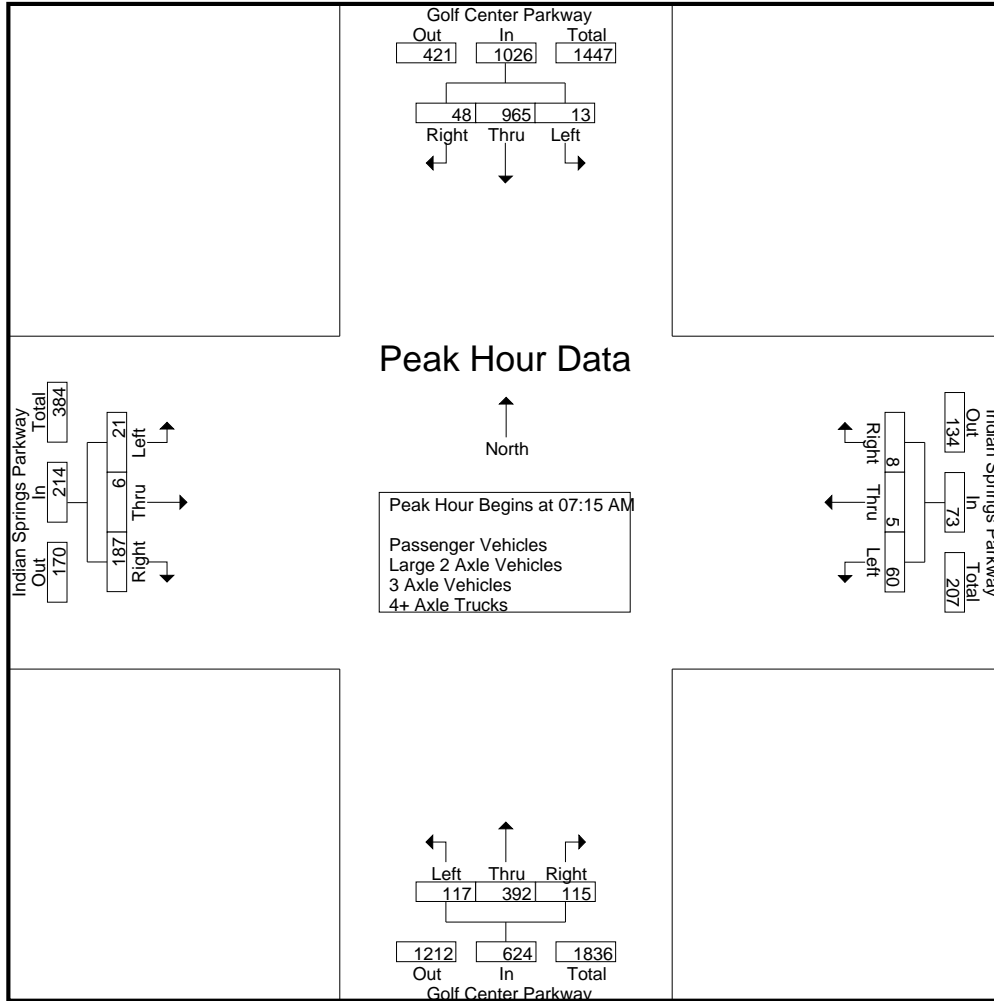 Golf Center Parkway
Out In Total
421 1026 1447
48 965 13
Right Thru Left
Peak Hour Data
North
Peak Hour Begins at 07:15 AM
Passenger Vehicles
Large 2 Axle Vehicles
3 Axle Vehicles
4+ Axle Trucks
Indian Springs Parkway
Out In Total
170 214 384
187 6 21
Right Thru Left
Indian Springs Parkway
Out In Total
134 73 207
8 5 60
Right Thru Left
Left Thru Right
117 392 115
1212 624 1836
Out In Total
Golf Center Parkway